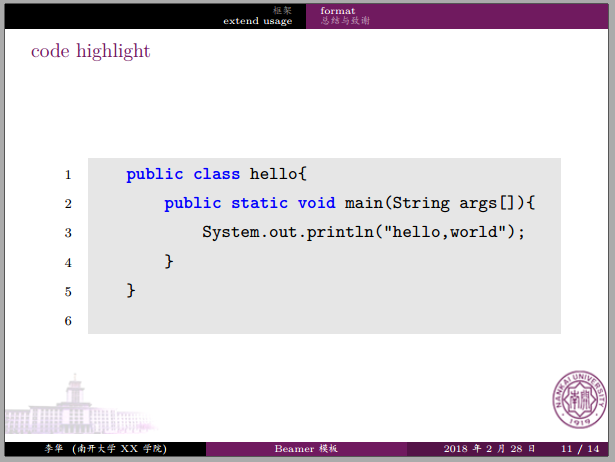 框架
extend usage
format
总结与致谢
code highlight
1 public class hello{
2 public static void main(String args[]){
3 System.out.println("hello,world");
4 }
5 }
6
NANKAI UNIVERSITY
1919
李华 (南开大学 XX 学院)
Beamer 模板
2018 年 2 月 28 日
11 / 14